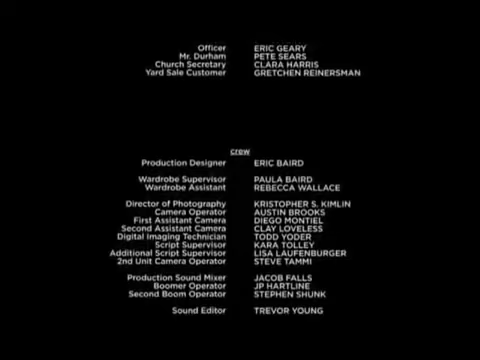 Officer ERIC GEARY
Mr. Durham PETE SEARS
Church Secretary CLARA HARRIS
Yard Sale Customer GRETCHEN REINERSMAN
crew
Production Designer ERIC BAIRD
Wardrobe Supervisor PAULA BAIRD
Wardrobe Assistant REBECCA WALLACE
Director of Photography KRISTOPHER S. KIMLIN
Camera Operator AUSTIN BROOKS
First Assistant Camera DIEGO MONTIEL
Second Assistant Camera CLAY LOVELESS
Digital Imaging Technician TODD YODER
Script Supervisor KARA TOLLEY
Additional Script Supervisor LISA LAUFENBURGER
2nd Unit Camera Operator STEVE TAMMI
Production Sound Mixer JACOB FALLS
Boomer Operator JP HARTLINE
Second Boom Operator STEPHEN SHUNK
Sound Editor TREVOR YOUNG